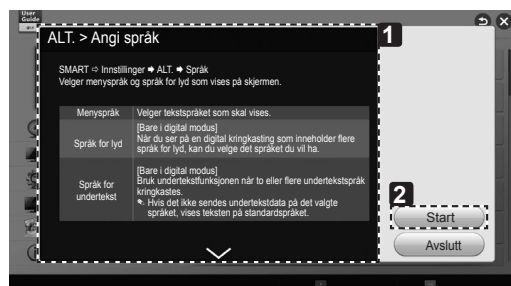 User
Guide
ALT. > Angi språk
1
SMART ⇨ Innstillinger ➡ ALT. ➡ Språk
Velger menyspråk og språk for lyd som vises på skjermen.
Menyspråk
Velger tekstspråket som skal vises.
Språk for lyd
[Bare i digital modus]
Når du ser på en digital kringkasting som inneholder flere
språk for lyd, kan du velge det språket du vil ha.
Språk for
undertekst
[Bare i digital modus]
Bruk undertekstfunksjonen når to eller flere undertekstspråk
kringkastes.
Hvis det ikke sendes undertekstdata på det valgte
språket, vises teksten på standardspråket.
2
Start
Avslutt